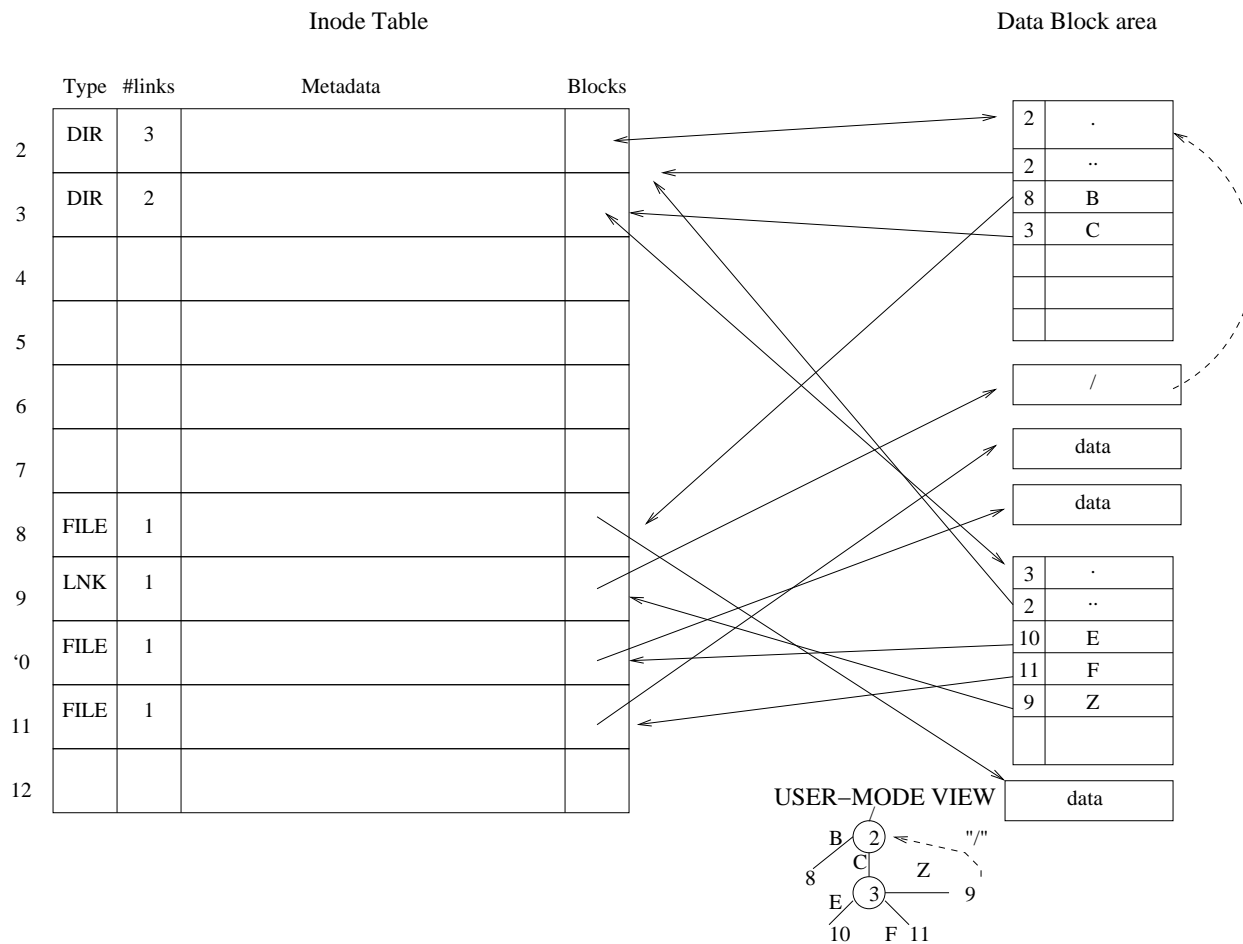 Inode Table
Data Block area
Type #links Metadata Blocks
2 DIR 3
3 DIR 2
4
5
6
7
8 FILE 1
9 LNK 1
‘0 FILE 1
11 FILE 1
12
2 .
2 ..
8 B
3 C
/
data
data
3 .
2 ..
10 E
11 F
9 Z
data
USER–MODE VIEW
B 2 "/"
C
8 Z
3 9
E
10 F 11